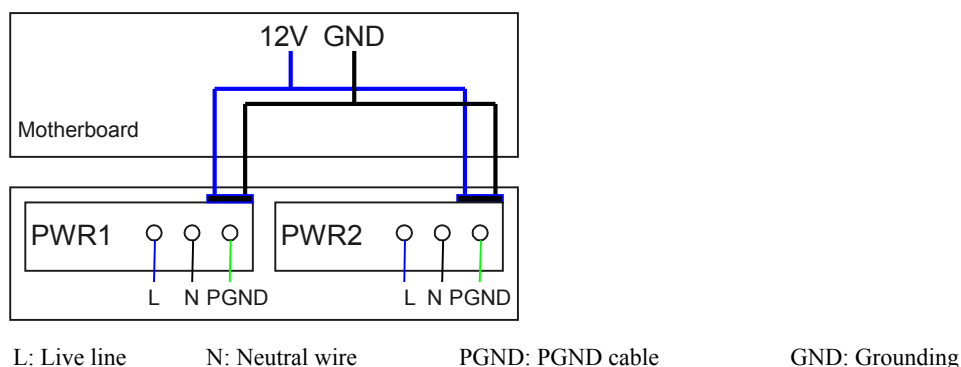 12V GND
Motherboard
PWR1 PWR2
L N PGND L N PGND
L: Live line N: Neutral wire PGND: PGND cable GND: Grounding